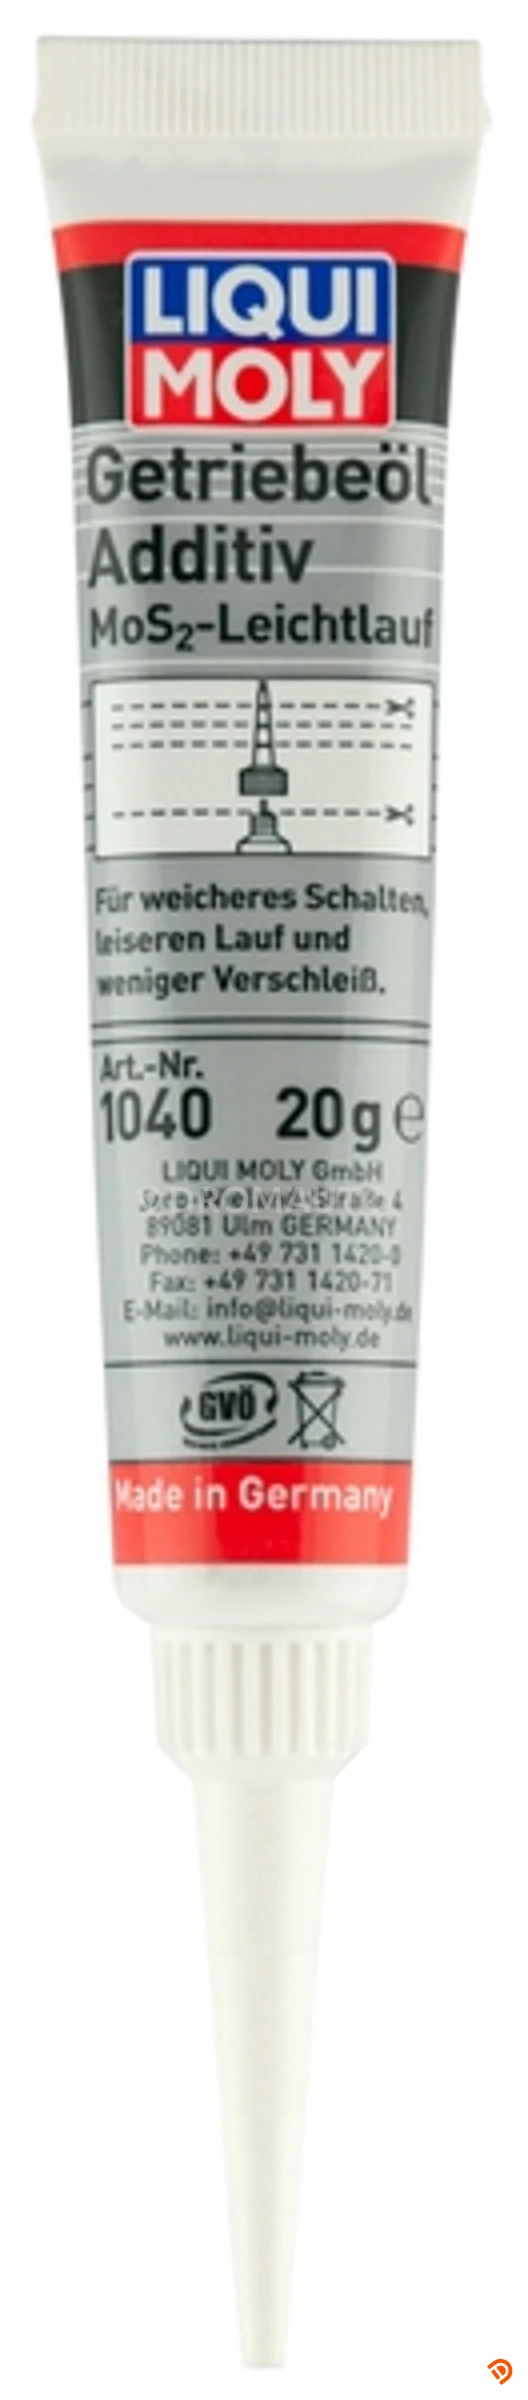 LIQUI
MOLY
Getriebeöl
Additiv
MoS₂-Leichtlauf
Für weicheres Schalten,
leiseren Lauf und
weniger Verschleiß.
Art.-Nr.
1040 20g e
LIQUI MOLY GmbH
Straße 4
89081 Ulm GERMANY
Phone: +49 731 1420-0
Fax: +49 731 1420-71
E-Mail: info@liqui-moly.de
www.liqui-moly.de
GVÖ
Made in Germany